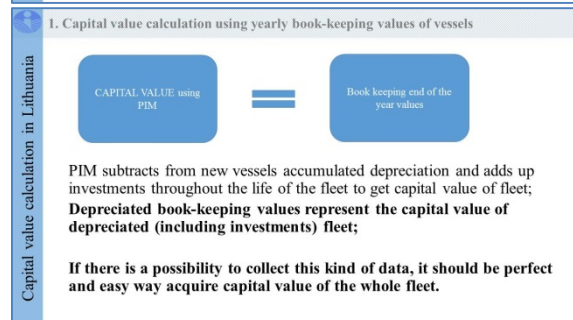 1. Capital value calculation using yearly book-keeping values of vessels
Capital value calculation in Lithuania
CAPITAL VALUE using
PIM
Book keeping end of the
year values
PIM subtracts from new vessels accumulated depreciation and adds up
investments throughout the life of the fleet to get capital value of fleet;
Depreciated book-keeping values represent the capital value of
depreciated (including investments) fleet;
If there is a possibility to collect this kind of data, it should be perfect
and easy way acquire capital value of the whole fleet.